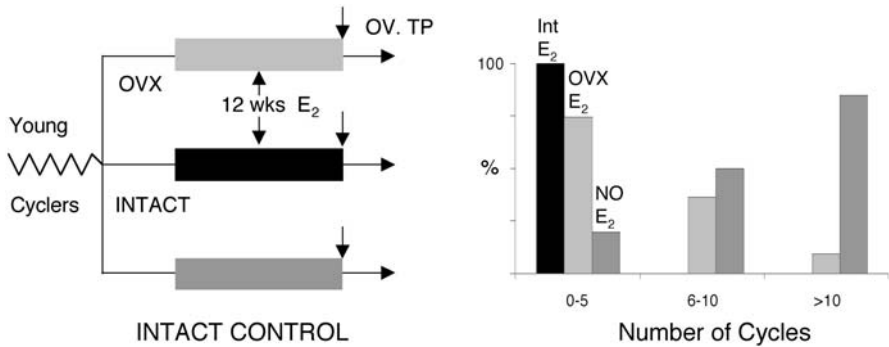 OV. TP
OVX
12 wks E₂
Young
Cyclers
INTACT
INTACT CONTROL
100
%
Int
E₂
OVX
E₂
NO
E₂
0-5
6-10
>10
Number of Cycles